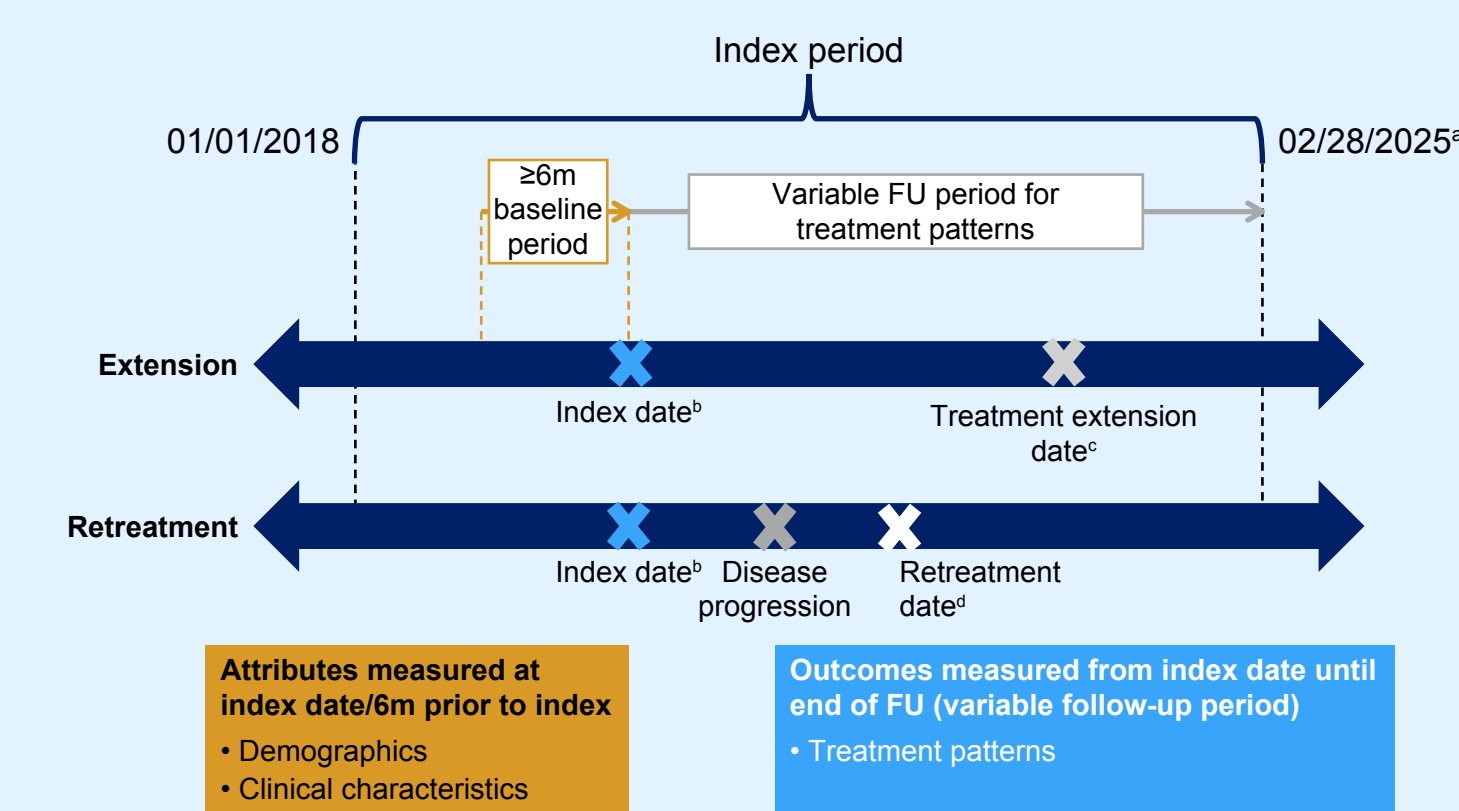 Index period
01/01/2018
02/28/2025ᵃ
≥6m
baseline
period
Variable FU period for
treatment patterns
Extension
Index dateᵇ
Treatment extension
dateᶜ
Retreatment
Index dateᵇ
Disease
progression
Retreatment
dateᵈ
Attributes measured at
index date/6m prior to index
• Demographics
• Clinical characteristics
Outcomes measured from index date until
end of FU (variable follow-up period)
• Treatment patterns